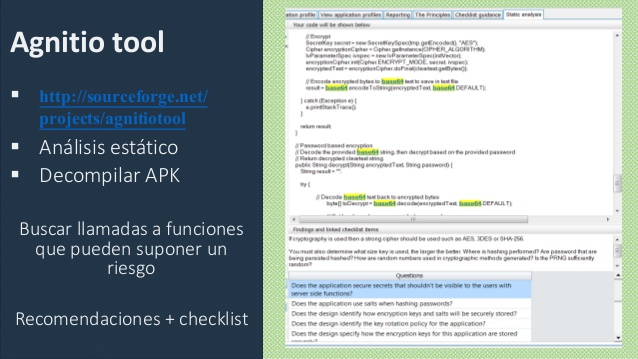 Agnitio tool
http://sourceforge.net/
projects/agnitiotool
Análisis estático
Decompilar APK
Buscar llamadas a funciones
que pueden suponer un
riesgo
Recomendaciones + checklist
ation profile View application profiles Reporting The Principles Checklist guidance Static analysis
Your code will be shown below
// Encrypt
SecretKey secret = new SecretKeySpec(tmp.getEncoded(), "AES");
Cipher encryptionCipher = Cipher.getInstance(CIPHER_ALGORITHM);
IvParameterSpec ivspec = new IvParameterSpec(initVector);
encryptionCipher.init(Cipher.ENCRYPT_MODE, secret, ivspec);
encryptedText = encryptionCipher.doFinal(cleartext.getBytes());
// Encode encrypted bytes to base64 text to save in text file
result = base64.encodeToString(encryptedText, base64.DEFAULT);
} catch (Exception e) {
e.printStackTrace();
}
return result;
}
// Password based encryption
// Decode the provided base64 string, then decrypt based on the provided password
// Return decrypted cleartext string
public String decrypt(String encryptedText, String password) {
String result = "";
try {
// Decode base64 text back to encrypted bytes
byte[] toDecrypt = base64.decode(encryptedText, base64.DEFAULT);
Findings and linked checklist items
If cryptography is used then a strong cipher should be used such as AES, 3DES or SHA-256.
You must also determine what size key is used, the larger the better. Where is hashing performed? Are password that are
being persisted hashed? How are random numbers used in cryptographic methods generated? Is the PRNG sufficiently
random?
Questions
Does the application secure secrets that shouldn't be visible to the users with
server side functions?
Does the application use salts when hashing passwords?
Does the design show how encryption keys and salts will be securely stored?
Does the design identify the key rotation policy for the application?
Does the design specify how the encryption keys for this application are stored